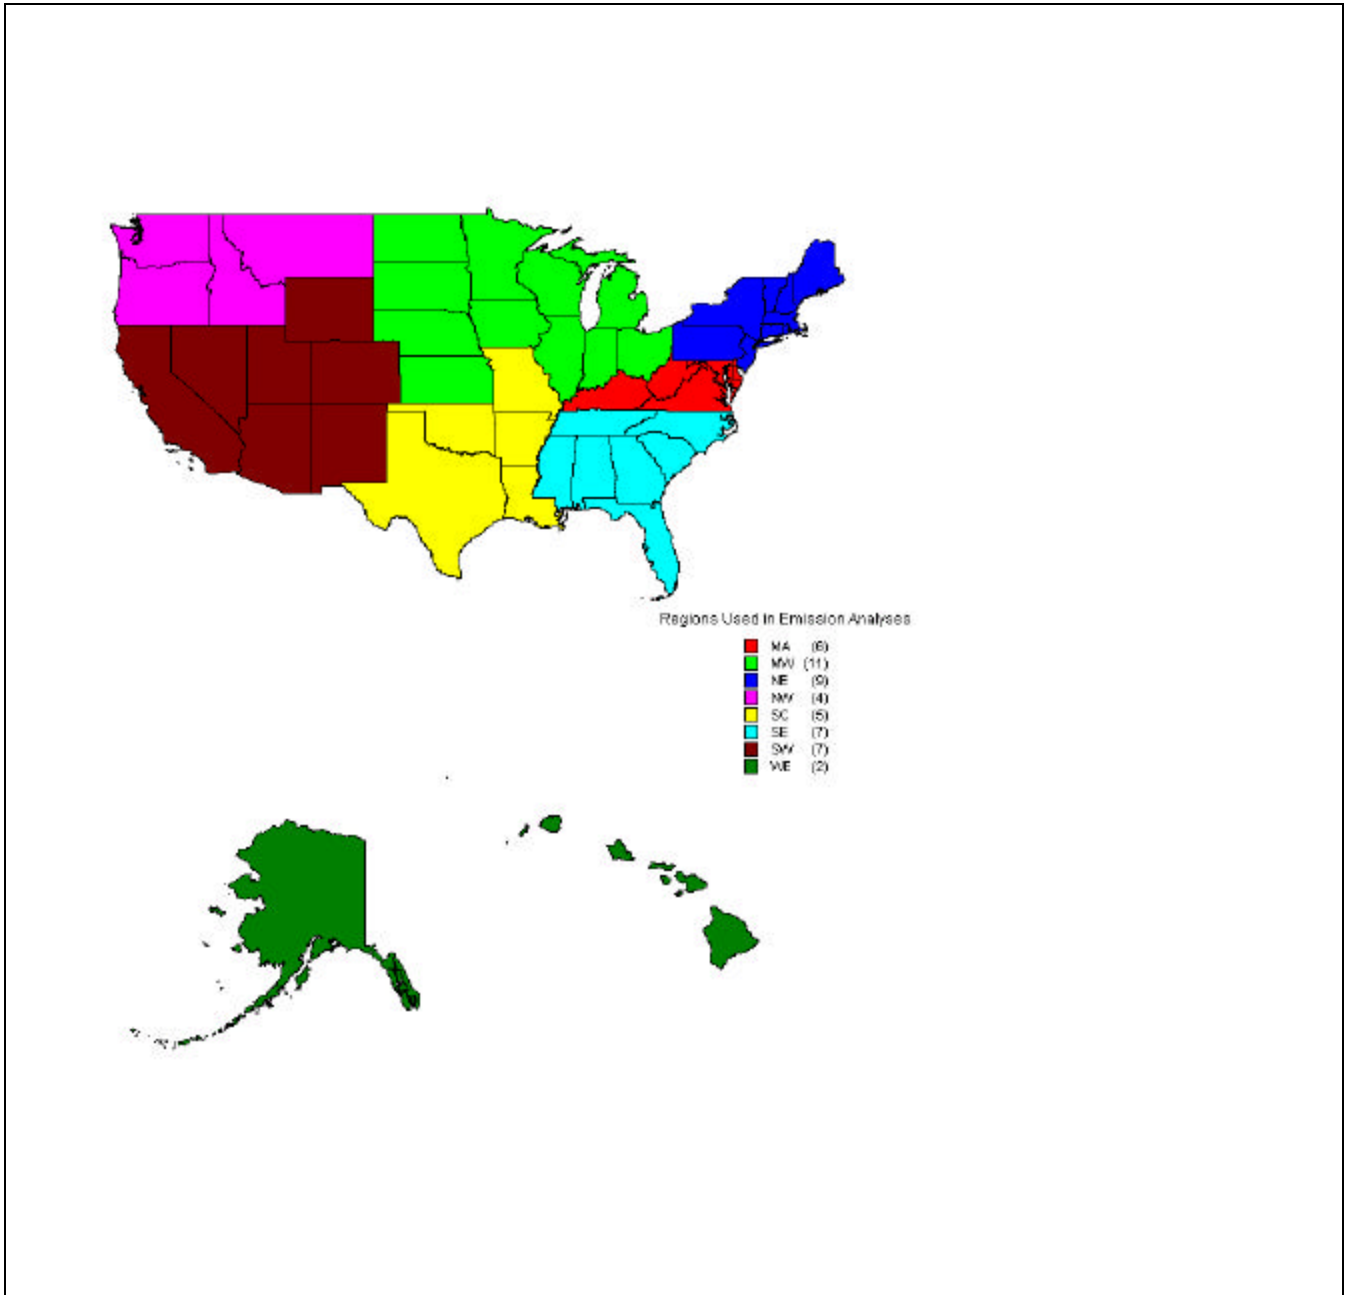 Regions Used in Emission Analyses
MA (6)
MW (11)
NE (9)
NW (4)
SC (5)
SE (7)
SW (7)
WE (2)